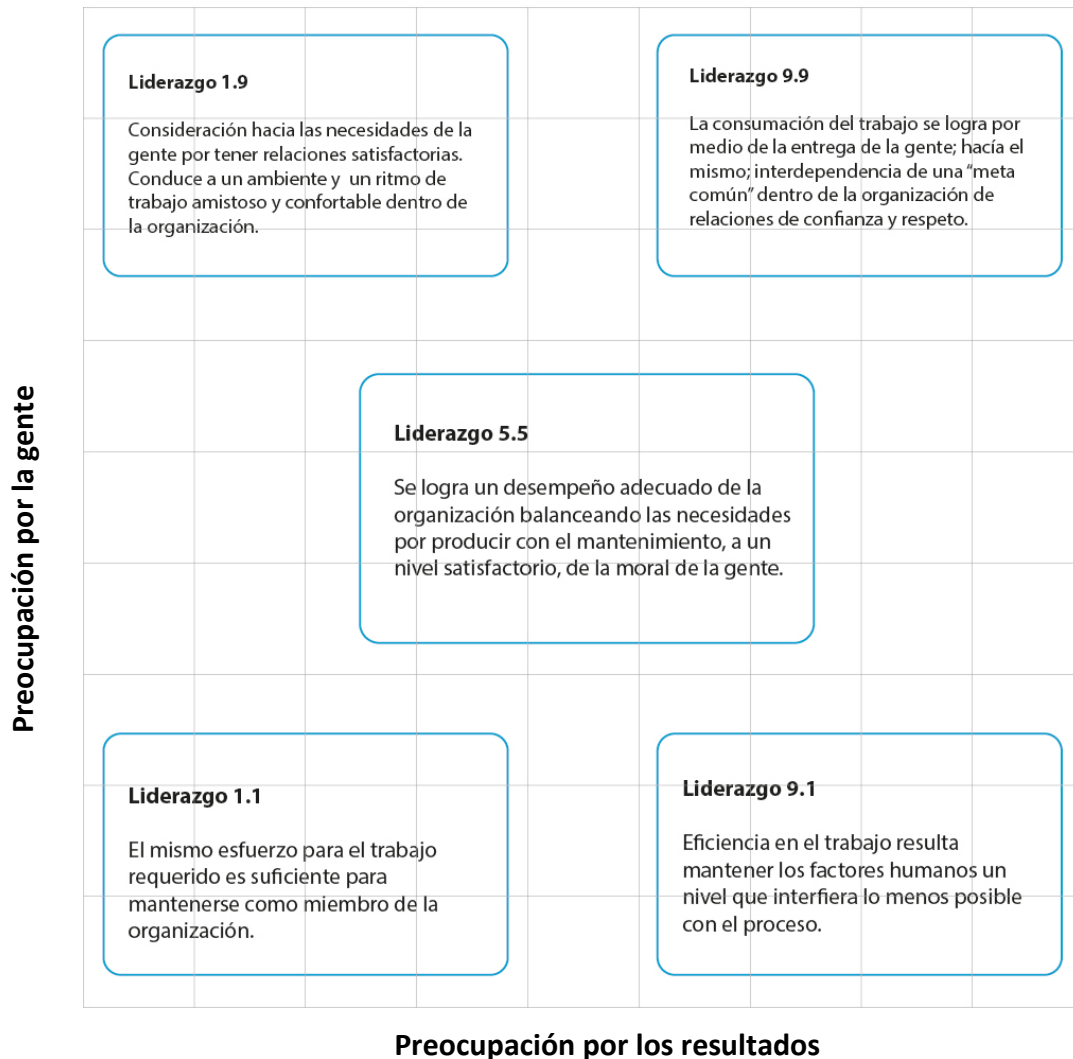 Liderazgo 1.9
Consideración hacia las necesidades de la
gente por tener relaciones satisfactorias.
Conduce a un ambiente y un ritmo de
trabajo amistoso y confortable dentro de
la organización.
Liderazgo 9.9
La consumación del trabajo se logra por
medio de la entrega de la gente; hacía el
mismo; interdependencia de una “meta
común” dentro de la organización de
relaciones de confianza y respeto.
Preocupación por la gente
Liderazgo 5.5
Se logra un desempeño adecuado de la
organización balanceando las necesidades
por producir con el mantenimiento, a un
nivel satisfactorio, de la moral de la gente.
Liderazgo 1.1
El mismo esfuerzo para el trabajo
requerido es suficiente para
mantenerse como miembro de la
organización.
Liderazgo 9.1
Eficiencia en el trabajo resulta
mantener los factores humanos un
nivel que interfiera lo menos posible
con el proceso.
Preocupación por los resultados